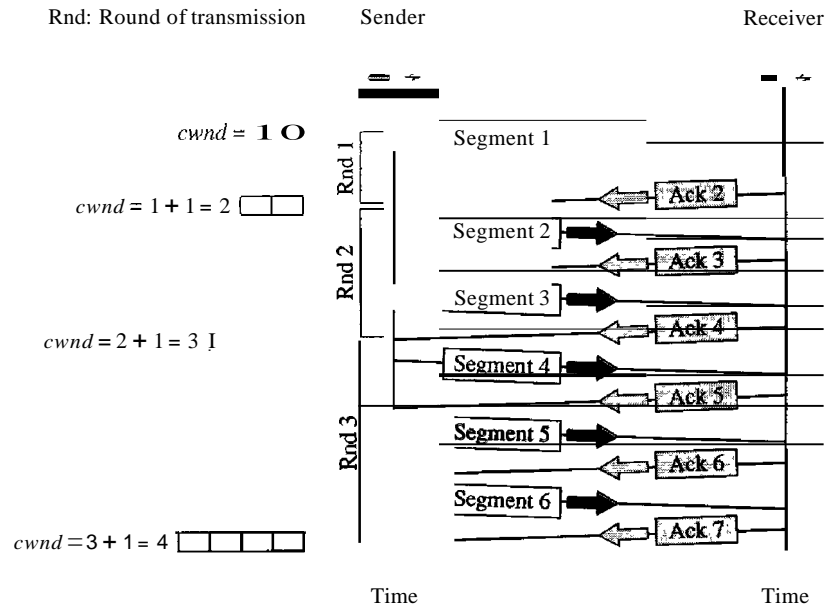 Rnd: Round of transmission Sender Receiver
cwnd = 1 0
Rnd 1
Segment 1
Ack 2
cwnd = 1 + 1 = 2
Rnd 2
Segment 2
Ack 3
Segment 3
Ack 4
cwnd = 2 + 1 = 3 I
Rnd 3
Segment 4
Ack 5
Segment 5
Ack 6
Segment 6
Ack 7
cwnd = 3 + 1 = 4
Time Time